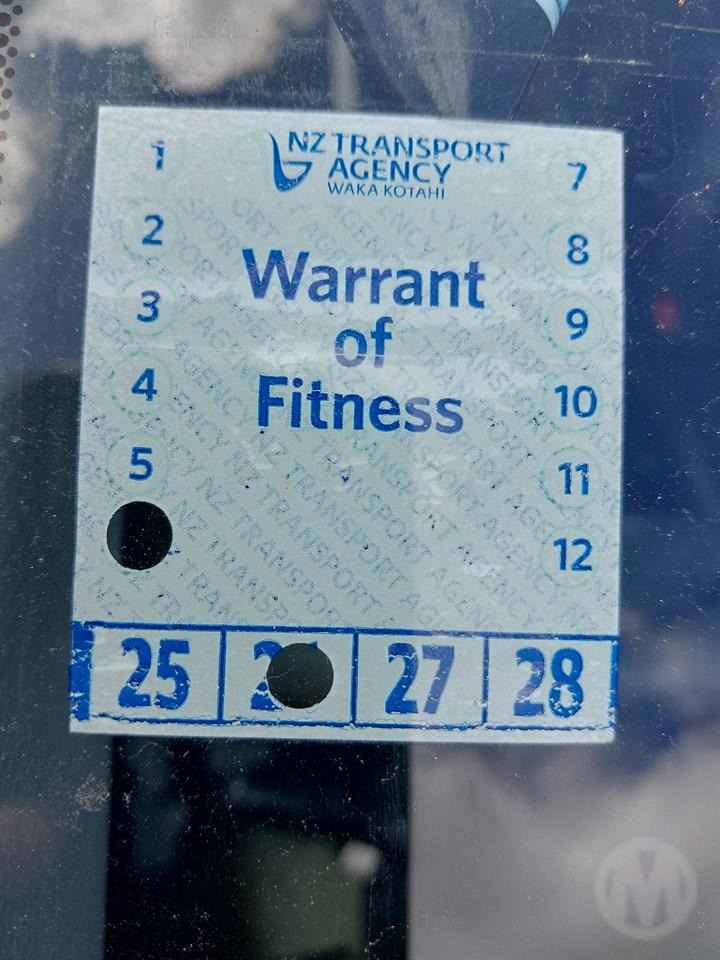 NZ TRANSPORT
AGENCY
WAKA KOTAHI
Warrant
of
Fitness
1
2
3
4
5
7
8
9
10
11
12
25 27 28
M